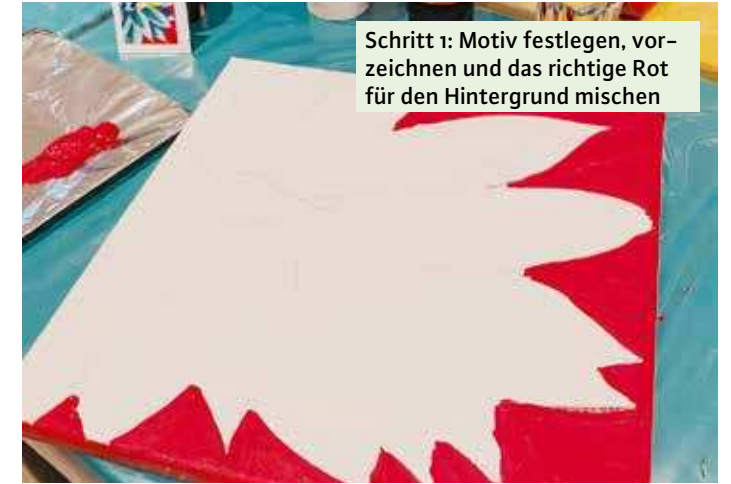 Schritt 1: Motiv festlegen, vor-
zeichnen und das richtige Rot
für den Hintergrund mischen